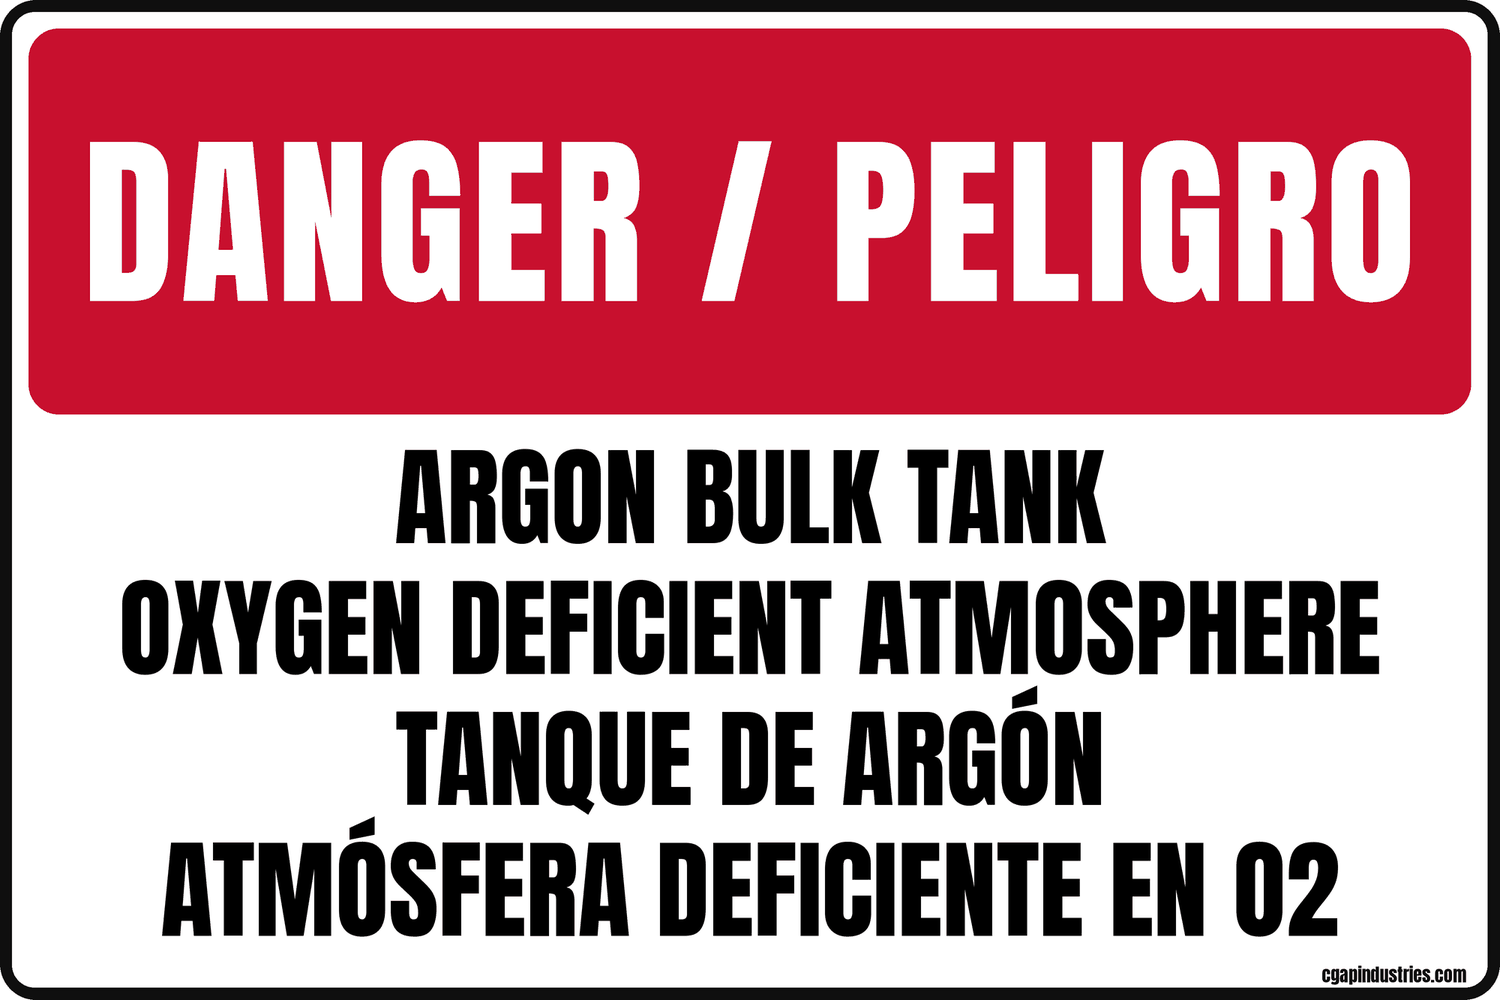 DANGER / PELIGRO
ARGON BULK TANK
OXYGEN DEFICIENT ATMOSPHERE
TANQUE DE ARGÓN
ATMÓSFERA DEFICIENTE EN O2
cgapindustries.com